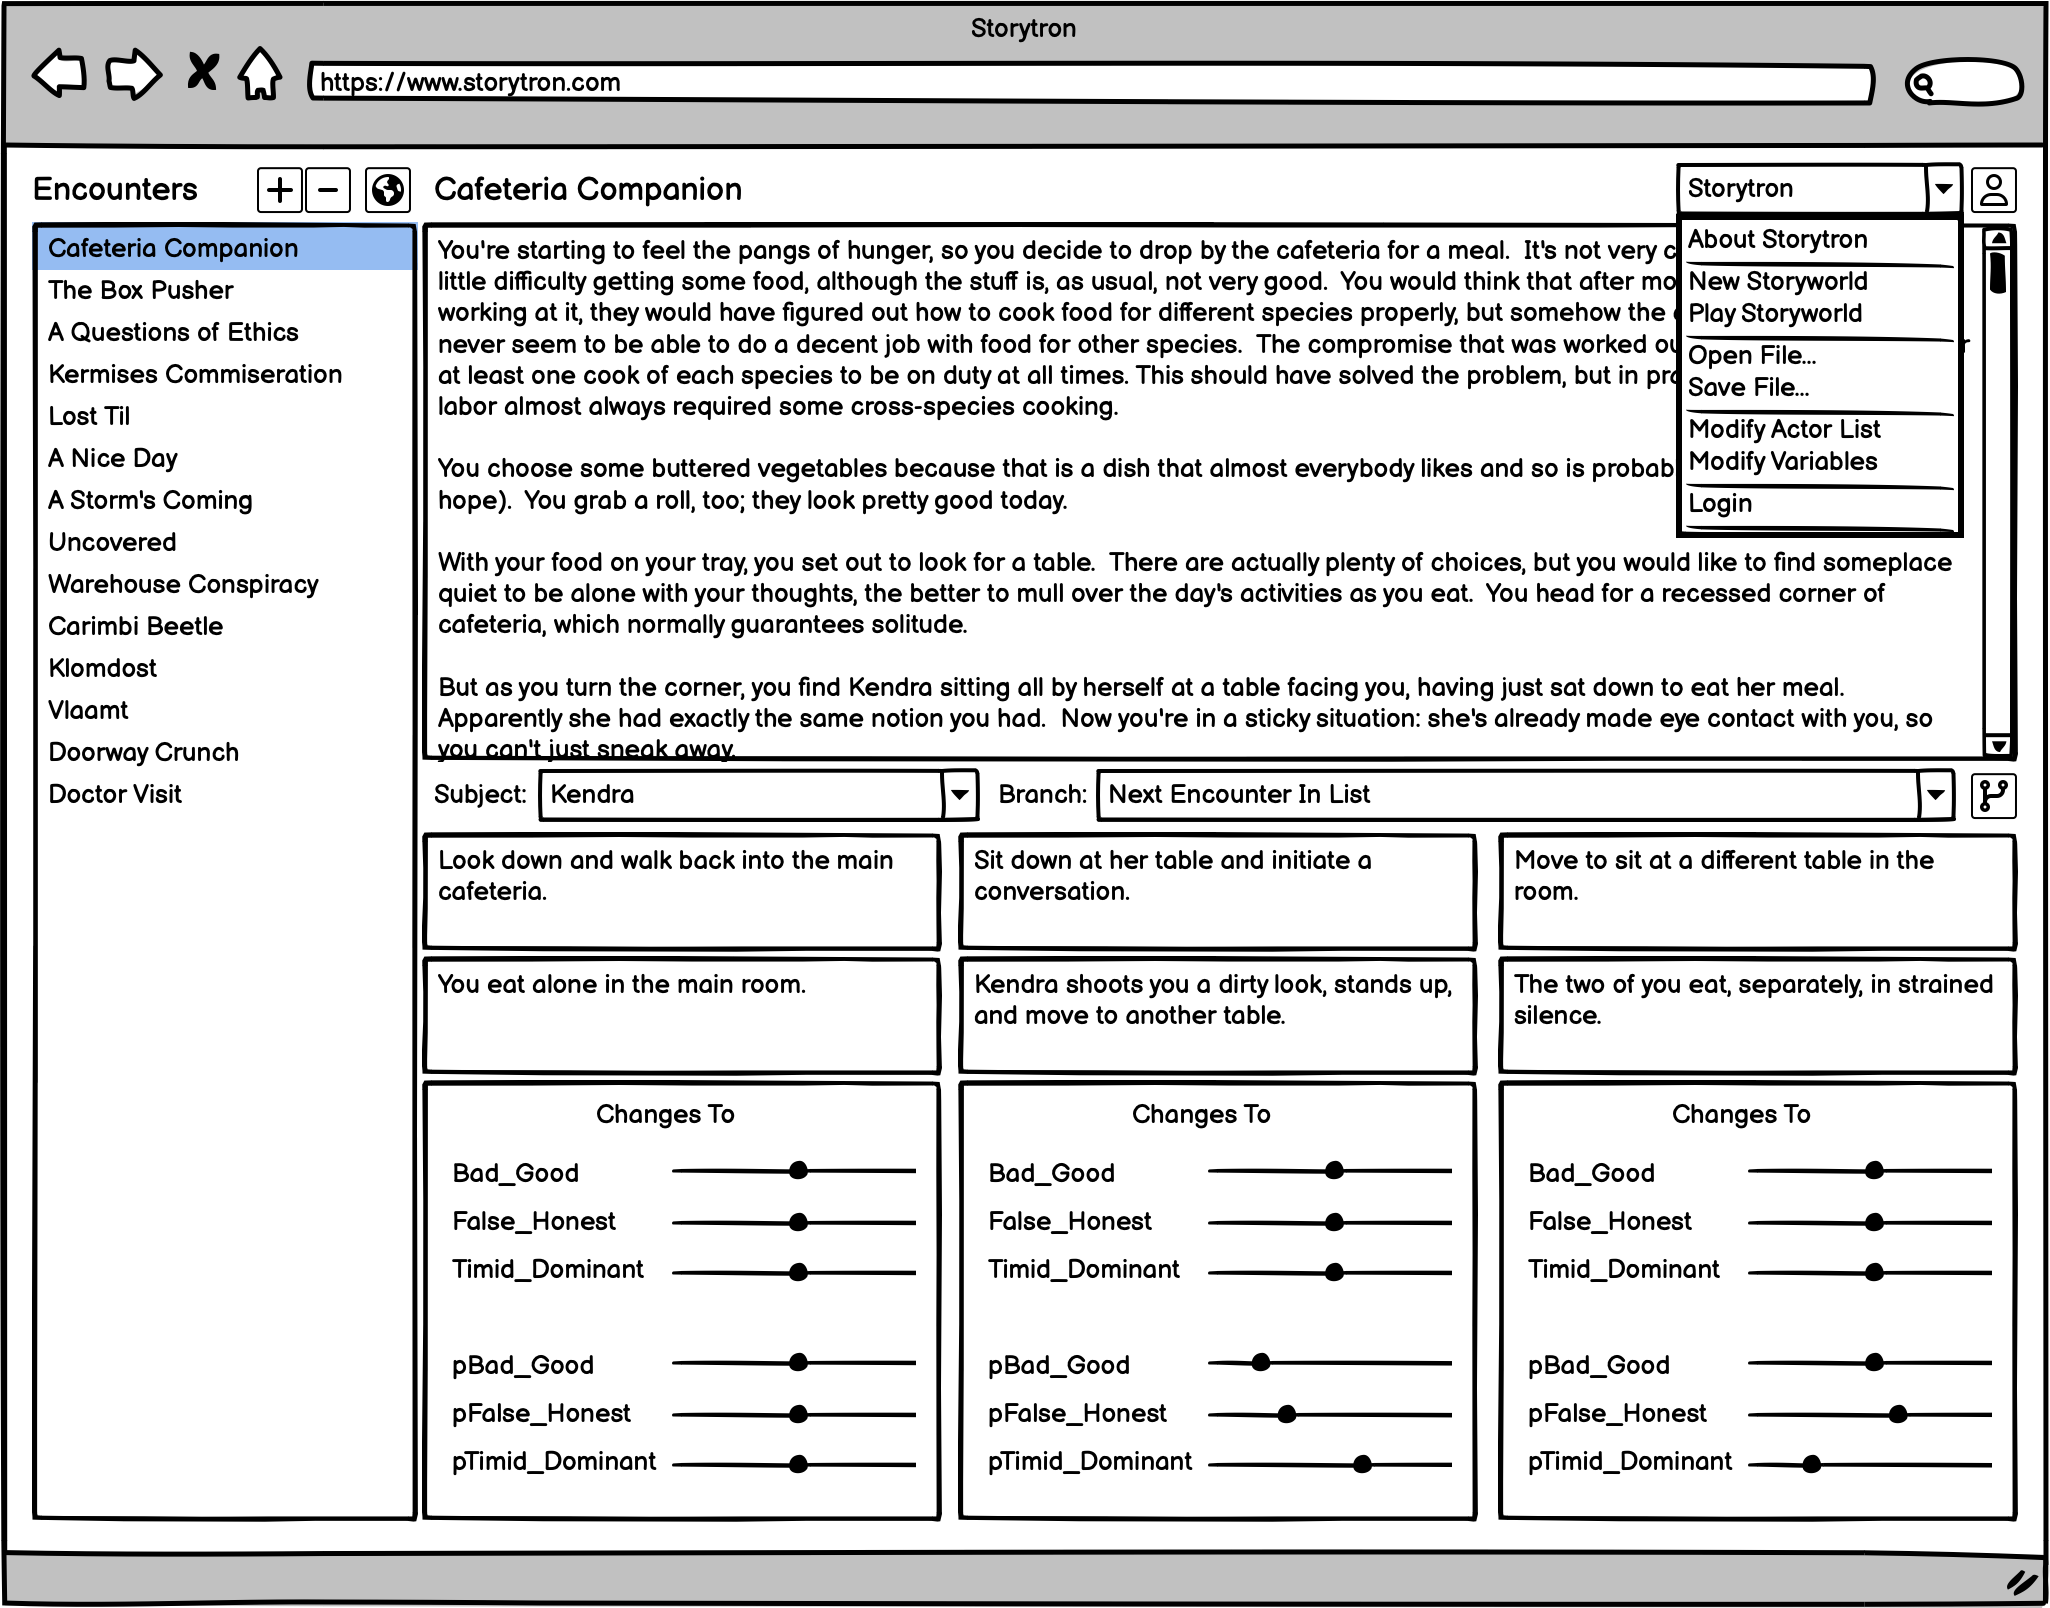 Storytron
https://www.storytron.com
Encounters
Cafeteria Companion
The Box Pusher
A Questions of Ethics
Kermises Commiseration
Lost Til
A Nice Day
A Storm's Coming
Uncovered
Warehouse Conspiracy
Carimbi Beetle
Klomdost
Vlaamt
Doorway Crunch
Doctor Visit
Cafeteria Companion
Storytron
About Storytron
New Storyworld
Play Storyworld
Open File...
Save File...
Modify Actor List
Modify Variables
Login
You're starting to feel the pangs of hunger, so you decide to drop by the cafeteria for a meal.  It's not very
little difficulty getting some food, although the stuff is, as usual, not very good.  You would think that after
working at it, they would have figured out how to cook food for different species properly, but somehow the
never seem to be able to do a decent job with food for other species.  The compromise that was worked
at least one cook of each species to be on duty at all times. This should have solved the problem, but in
labor almost always required some cross-species cooking.
You choose some buttered vegetables because that is a dish that almost everybody likes and so is
hope).  You grab a roll, too; they look pretty good today.
With your food on your tray, you set out to look for a table.  There are actually plenty of choices, but you would like to find someplace
quiet to be alone with your thoughts, the better to mull over the day's activities as you eat.  You head for a recessed corner of
cafeteria, which normally guarantees solitude.
But as you turn the corner, you find Kendra sitting all by herself at a table facing you, having just sat down to eat her meal.
Apparently she had exactly the same notion you had.  Now you're in a sticky situation: she's already made eye contact with you, so
you can't just sneak away.
Subject: Kendra
Branch: Next Encounter In List
Look down and walk back into the main
cafeteria.
Sit down at her table and initiate a
conversation.
Move to sit at a different table in the
room.
You eat alone in the main room.
Kendra shoots you a dirty look, stands up,
and move to another table.
The two of you eat, separately, in strained
silence.
Changes To
Bad_Good
False_Honest
Timid_Dominant
pBad_Good
pFalse_Honest
pTimid_Dominant
Changes To
Bad_Good
False_Honest
Timid_Dominant
pBad_Good
pFalse_Honest
pTimid_Dominant
Changes To
Bad_Good
False_Honest
Timid_Dominant
pBad_Good
pFalse_Honest
pTimid_Dominant